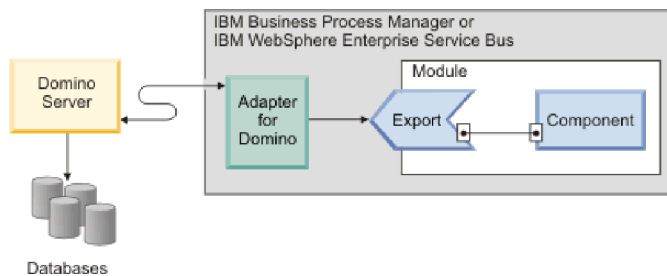 IBM Business Process Manager or
IBM WebSphere Enterprise Service Bus
Module
Domino
Server
Adapter
for
Domino
Export
Component
Databases